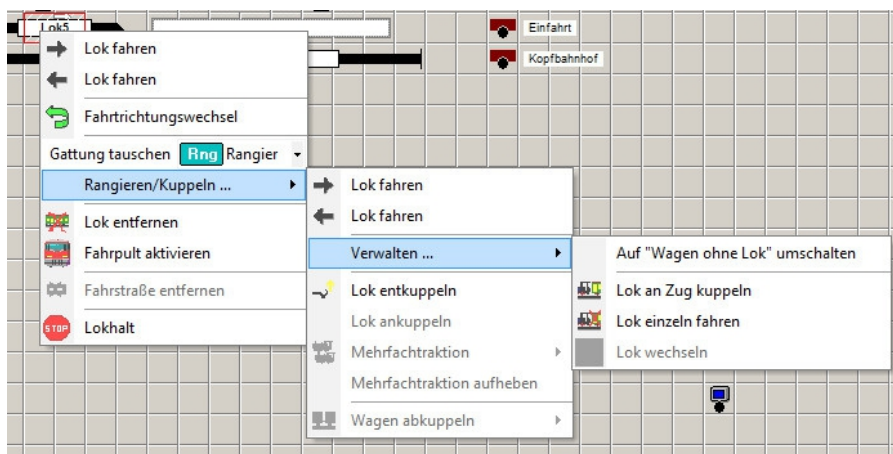 Lok5
Einfahrt
Kopfbahnhof
Lok fahren
Lok fahren
Fahrtrichtungswechsel
Gattung tauschen Rng Rangier
Rangieren/Kuppeln ...
Lok entfernen
Fahrpult aktivieren
Fahrstraße entfernen
STOP Lokhalt
Lok fahren
Lok fahren
Verwalten ...
Lok entkuppeln
Lok ankuppeln
Mehrfachtraktion
Mehrfachtraktion aufheben
Wagen abkuppeln
Auf "Wagen ohne Lok" umschalten
Lok an Zug kuppeln
Lok einzeln fahren
Lok wechseln